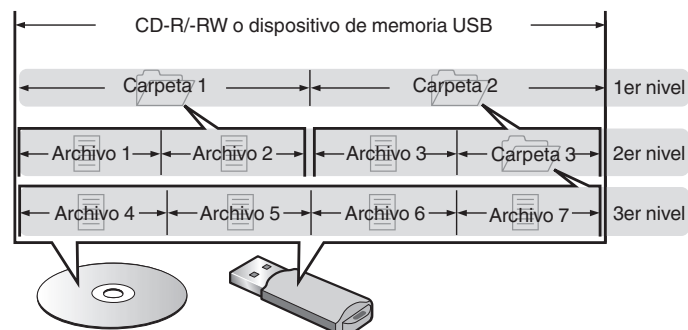 CD-R/-RW o dispositivo de memoria USB
Carpeta 1 Carpeta 2 1er nivel
Archivo 1 Archivo 2 Archivo 3 Carpeta 3 2er nivel
Archivo 4 Archivo 5 Archivo 6 Archivo 7 3er nivel